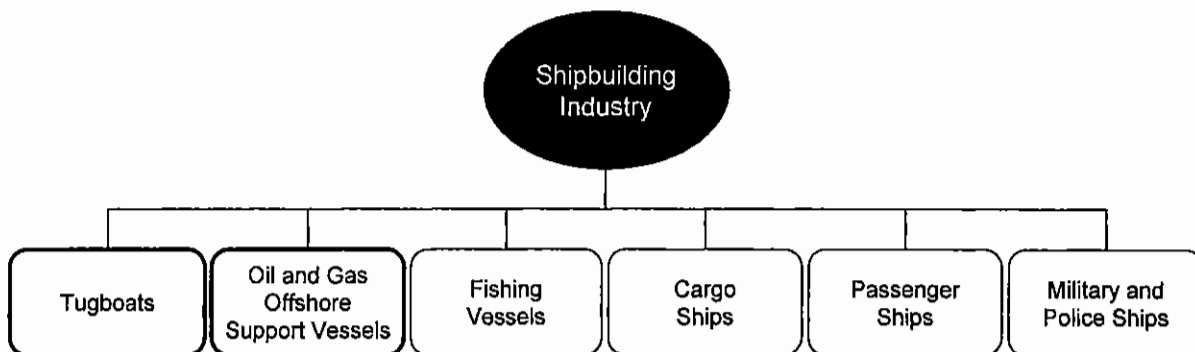 Shipbuilding
Industry
Tugboats
Oil and Gas
Offshore
Support Vessels
Fishing
Vessels
Cargo
Ships
Passenger
Ships
Military and
Police Ships